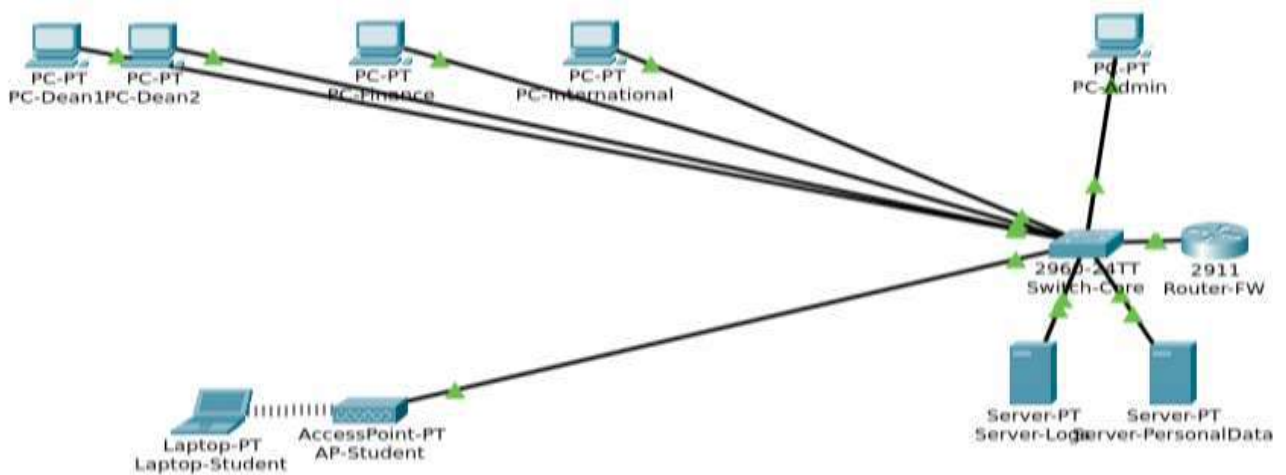 PC-PT
PC-Dean1
PC-PT
PC-Dean2
PC-PT
PC-Finance
PC-PT
PC-International
PC-PT
PC-Admin
2960-24TT
Switch-Core
2911
Router-FW
Server-PT
Server-Logs
Server-PT
Server-PersonalData
AccessPoint-PT
AP-Student
Laptop-PT
Laptop-Student